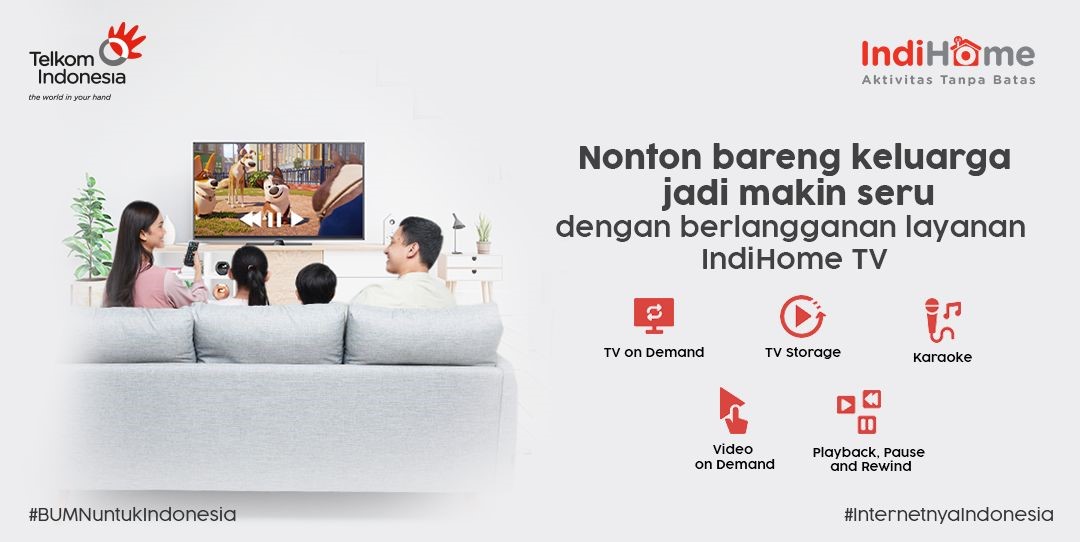 Telkom
Indonesia
the world in your hand
IndiHome
Aktivitas Tanpa Batas
Nonton bareng keluarga
jadi makin seru
dengan berlangganan layanan
IndiHome TV
TV on Demand
TV Storage
Karaoke
Video
on Demand
Playback, Pause
and Rewind
#BUMNuntukIndonesia
#InternetnyaIndonesia